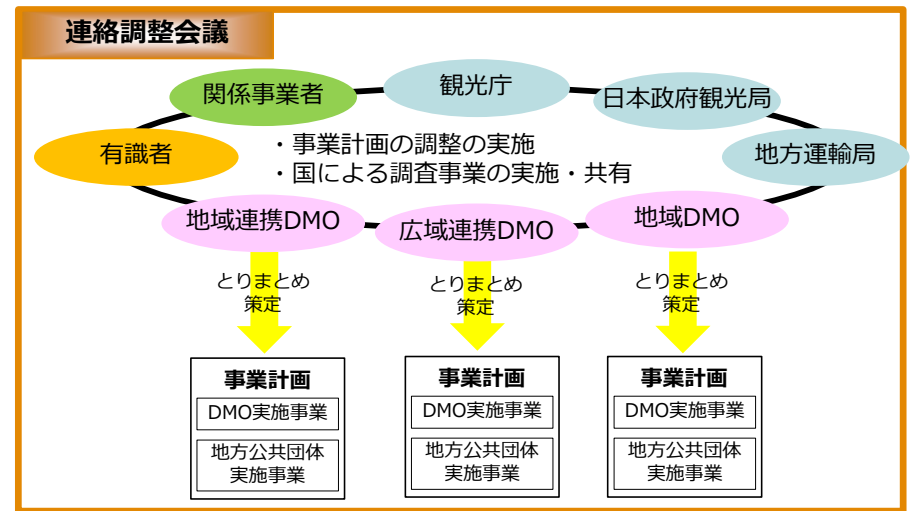 連絡調整会議
関係事業者
観光庁
日本政府観光局
有識者
地方運輸局
・事業計画の調整の実施
・国による調査事業の実施・共有
地域連携DMO
広域連携DMO
地域DMO
とりまとめ
策定
とりまとめ
策定
とりまとめ
策定
事業計画
DMO実施事業
地方公共団体
実施事業
事業計画
DMO実施事業
地方公共団体
実施事業
事業計画
DMO実施事業
地方公共団体
実施事業